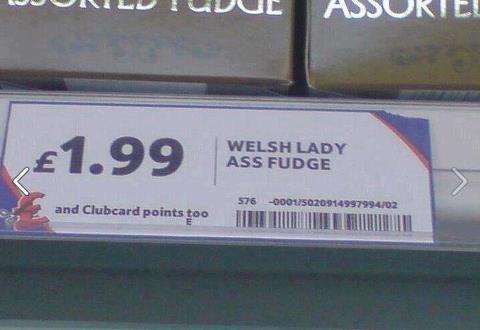 ASSORTED FUDGE
ASSORTED
£1.99
WELSH LADY
ASS FUDGE
576 -0001/5020914997994/02
and Clubcard points too
E
£